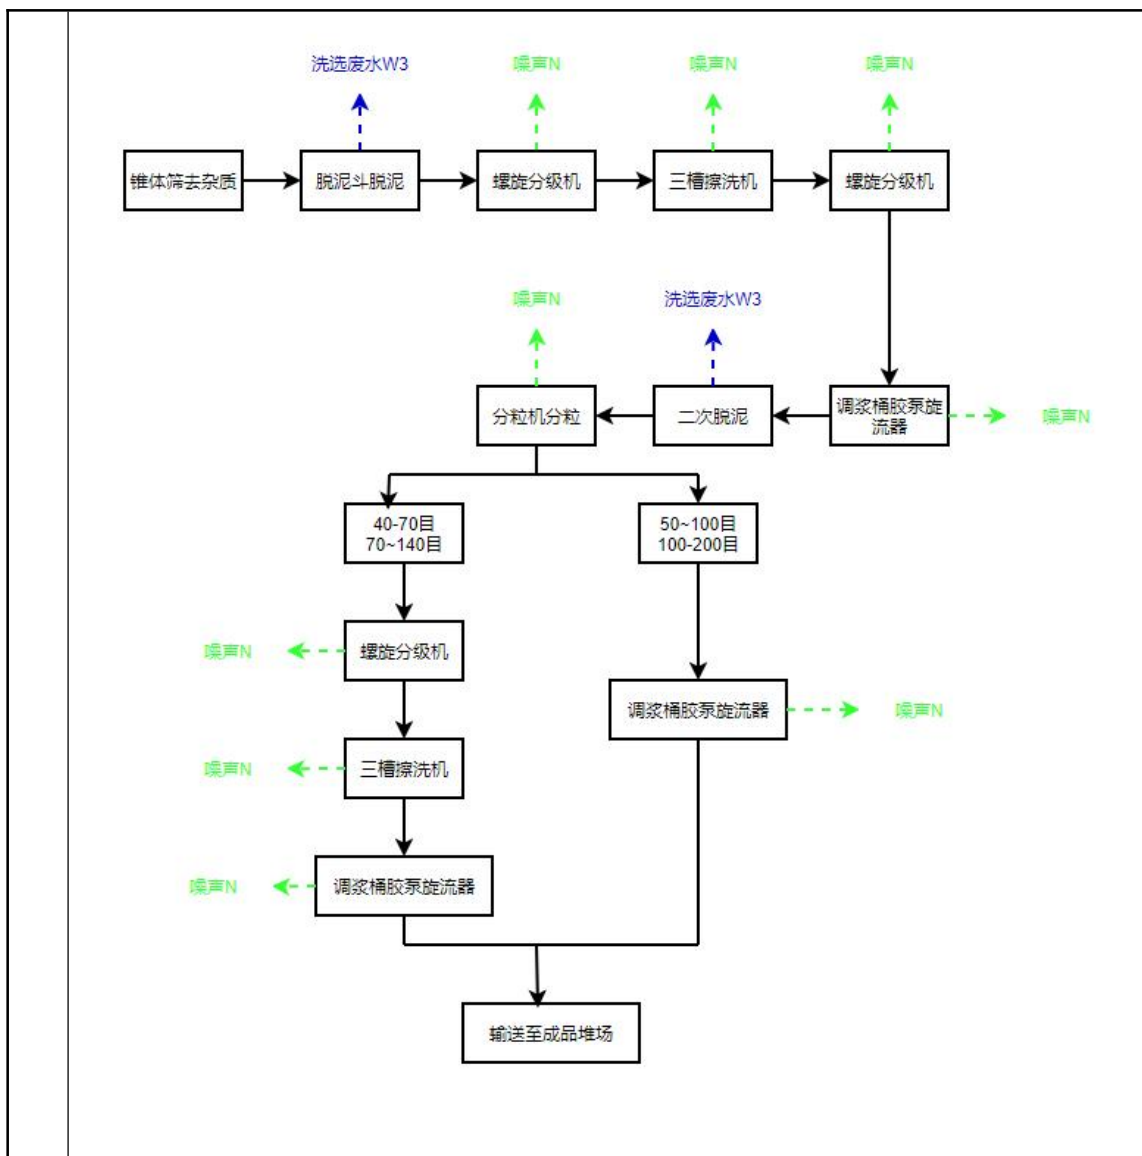 洗选废水W3
噪声N
噪声N
噪声N
锥体筛去杂质
脱泥斗脱泥
螺旋分级机
三槽擦洗机
螺旋分级机
噪声N
洗选废水W3
分粒机分粒
二次脱泥
调浆桶胶泵旋
流器
噪声N
40-70目
70~140目
50~100目
100-200目
噪声N
螺旋分级机
调浆桶胶泵旋流器
噪声N
噪声N
三槽擦洗机
噪声N
调浆桶胶泵旋流器
输送至成品堆场